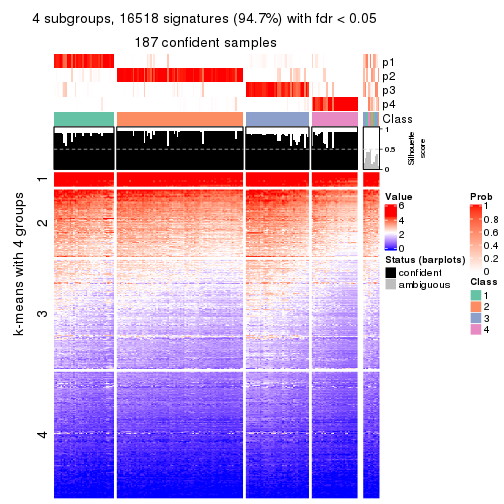 4 subgroups, 16518 signatures (94.7%) with fdr < 0.05
187 confident samples
p1
p2
p3
p4
Class
1
0.5
0
Silhouette
score
k-means with 4 groups
1
2
3
4
Value
6
4
2
0
Status (barplots)
confident
ambiguous
Prob
1
0.8
0.6
0.4
0.2
0
Class
1
2
3
4